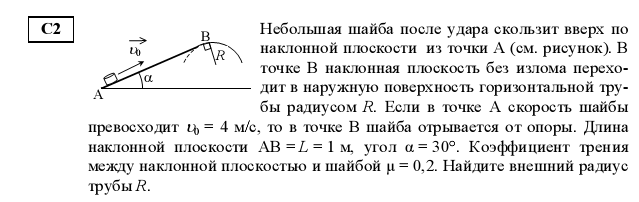 С2
B
υ₀
R
α
A
Небольшая шайба после удара скользит вверх по
наклонной плоскости из точки А (см. рисунок). В
точке В наклонная плоскость без излома перехо-
дит в наружную поверхность горизонтальной тру-
бы радиусом R. Если в точке А скорость шайбы
превосходит υ₀ = 4 м/с, то в точке В шайба отрывается от опоры. Длина
наклонной плоскости АВ = L = 1 м, угол α = 30°. Коэффициент трения
между наклонной плоскостью и шайбой μ = 0,2. Найдите внешний радиус
трубы R.